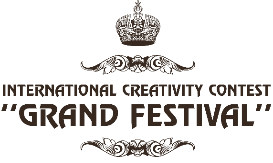 INTERNATIONAL CREATIVITY CONTEST
"GRAND FESTIVAL"